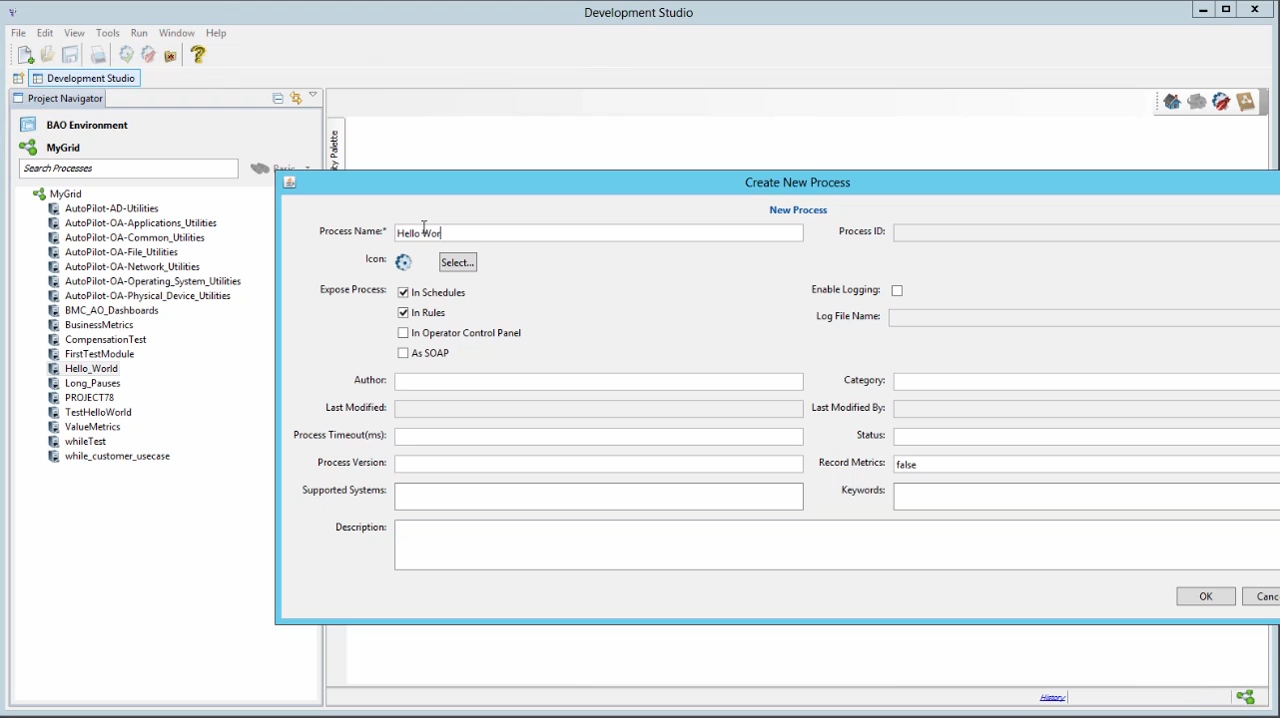 Development Studio
File Edit View Tools Run Window Help
Development Studio
Project Navigator
BAO Environment
MyGrid
Search Processes
Basic
MyGrid
AutoPilot-AD-Utilities
AutoPilot-OA-Applications_Utilities
AutoPilot-OA-Common_Utilities
AutoPilot-OA-File_Utilities
AutoPilot-OA-Network_Utilities
AutoPilot-OA-Operating_System_Utilities
AutoPilot-OA-Physical_Device_Utilities
BMC_AO_Dashboards
BusinessMetrics
CompensationTest
FirstTestModule
Hello_World
Long_Pauses
PROJECT78
TestHelloWorld
ValueMetrics
whileTest
while_customer_usecase
ity Palette
Create New Process
New Process
Process Name:* Hello Wor Process ID:
Icon: Select...
Expose Process: In Schedules Enable Logging:
In Rules Log File Name:
In Operator Control Panel
As SOAP
Author: Category:
Last Modified: Last Modified By:
Process Timeout(ms): Status:
Process Version: Record Metrics: false
Supported Systems: Keywords:
Description:
OK Canc
History